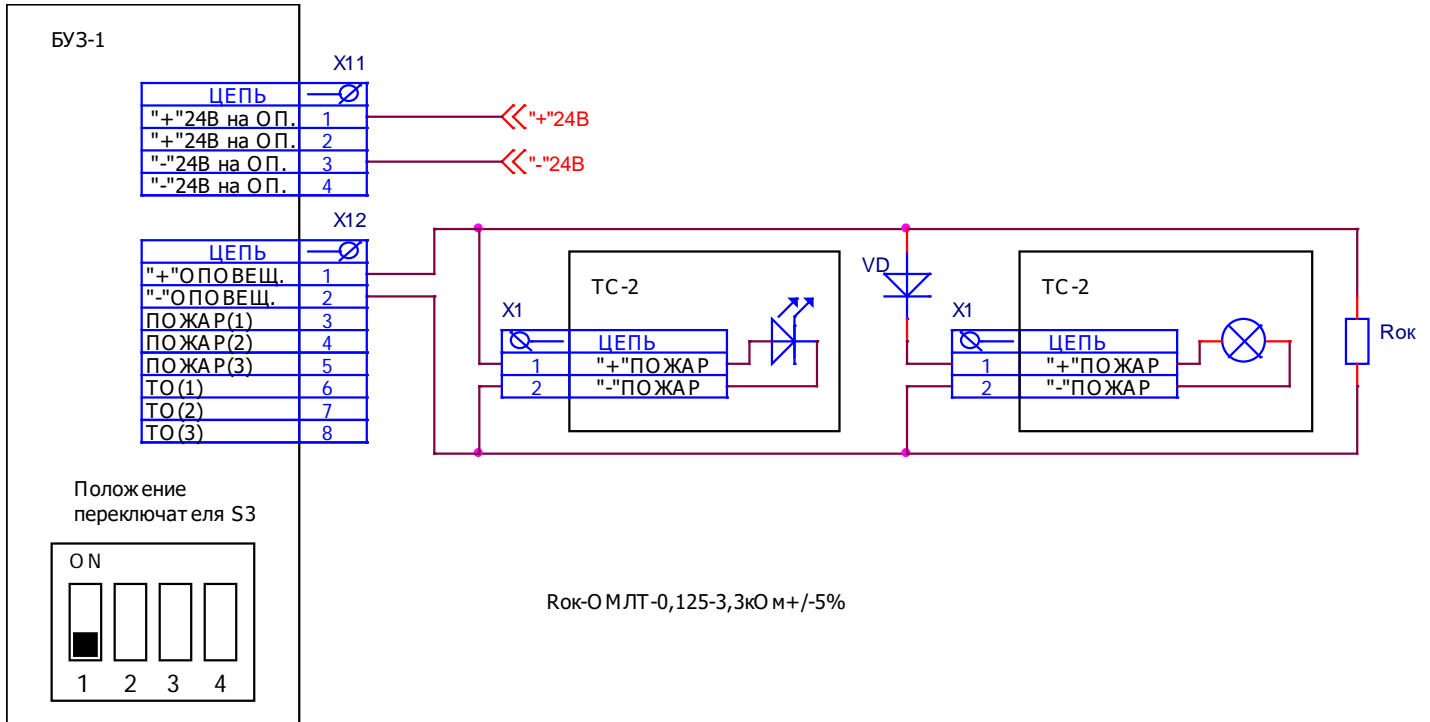 БУЗ-1
X11
ЦЕПЬ
"+"24В на ОП. 1
"+"24В на ОП. 2
"-"24В на ОП. 3
"-"24В на ОП. 4
"+"24В
"-"24В
X12
ЦЕПЬ
"+"ОПОВЕЩ. 1
"-"ОПОВЕЩ. 2
ПОЖАР(1) 3
ПОЖАР(2) 4
ПОЖАР(3) 5
ТО(1) 6
ТО(2) 7
ТО(3) 8
ТС-2
X1
ЦЕПЬ
1 "+"ПОЖАР
2 "-"ПОЖАР
VD
ТС-2
X1
ЦЕПЬ
1 "+"ПОЖАР
2 "-"ПОЖАР
Rок
Положение
переключателя S3
ON
1 2 3 4
Rок-ОМЛТ-0,125-3,3кОм+/-5%